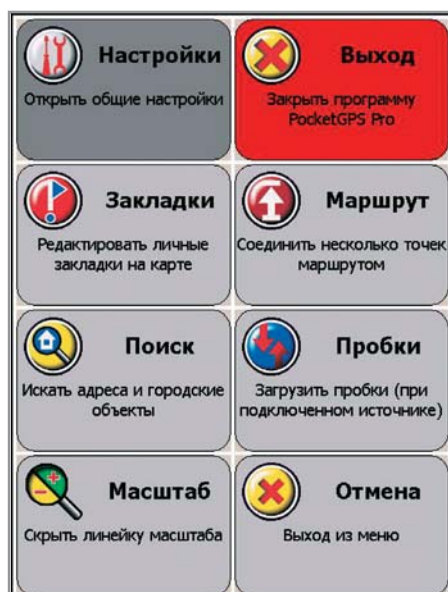 Настройки
Открыть общие настройки
Выход
Закрыть программу
PocketGPS Pro
Закладки
Редактировать личные
закладки на карте
Маршрут
Соединить несколько точек
маршрутом
Поиск
Искать адреса и городские
объекты
Пробки
Загрузить пробки (при
подключенном источнике)
Масштаб
Скрыть линейку масштаба
Отмена
Выход из меню